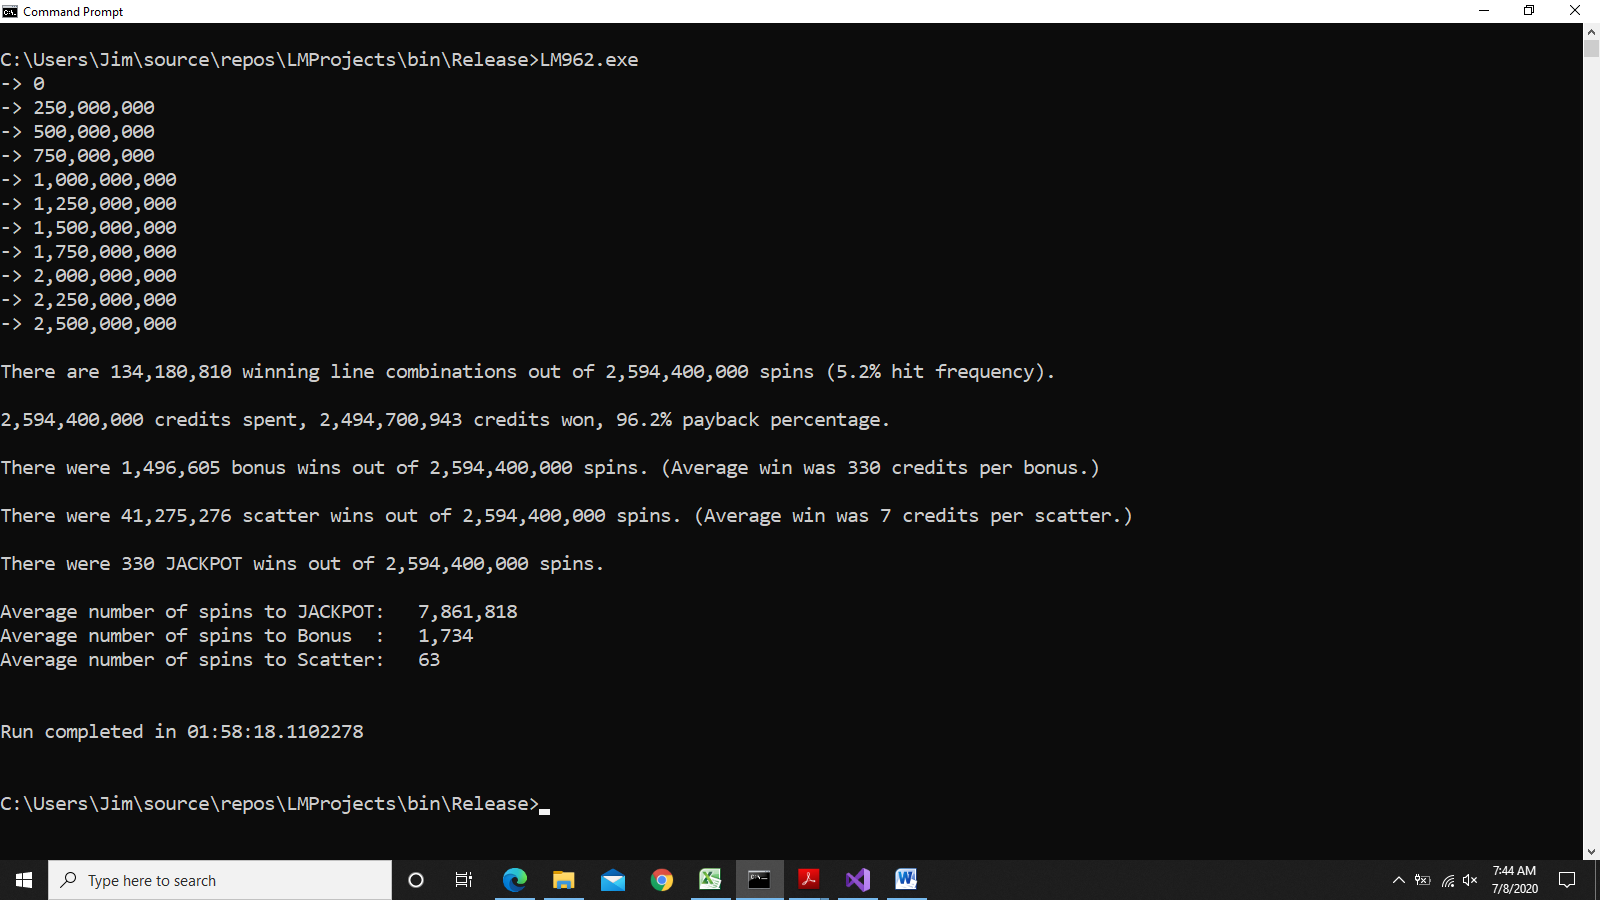 Command Prompt
C:\Users\Jim\source\repos\LMProjects\bin\Release>LM962.exe
-> 0
-> 250,000,000
-> 500,000,000
-> 750,000,000
-> 1,000,000,000
-> 1,250,000,000
-> 1,500,000,000
-> 1,750,000,000
-> 2,000,000,000
-> 2,250,000,000
-> 2,500,000,000
There are 134,180,810 winning line combinations out of 2,594,400,000 spins (5.2% hit frequency).
2,594,400,000 credits spent, 2,494,700,943 credits won, 96.2% payback percentage.
There were 1,496,605 bonus wins out of 2,594,400,000 spins. (Average win was 330 credits per bonus.)
There were 41,275,276 scatter wins out of 2,594,400,000 spins. (Average win was 7 credits per scatter.)
There were 330 JACKPOT wins out of 2,594,400,000 spins.
Average number of spins to JACKPOT:   7,861,818
Average number of spins to Bonus  :   1,734
Average number of spins to Scatter:   63
Run completed in 01:58:18.1102278
C:\Users\Jim\source\repos\LMProjects\bin\Release>
Type here to search
7:44 AM
7/8/2020